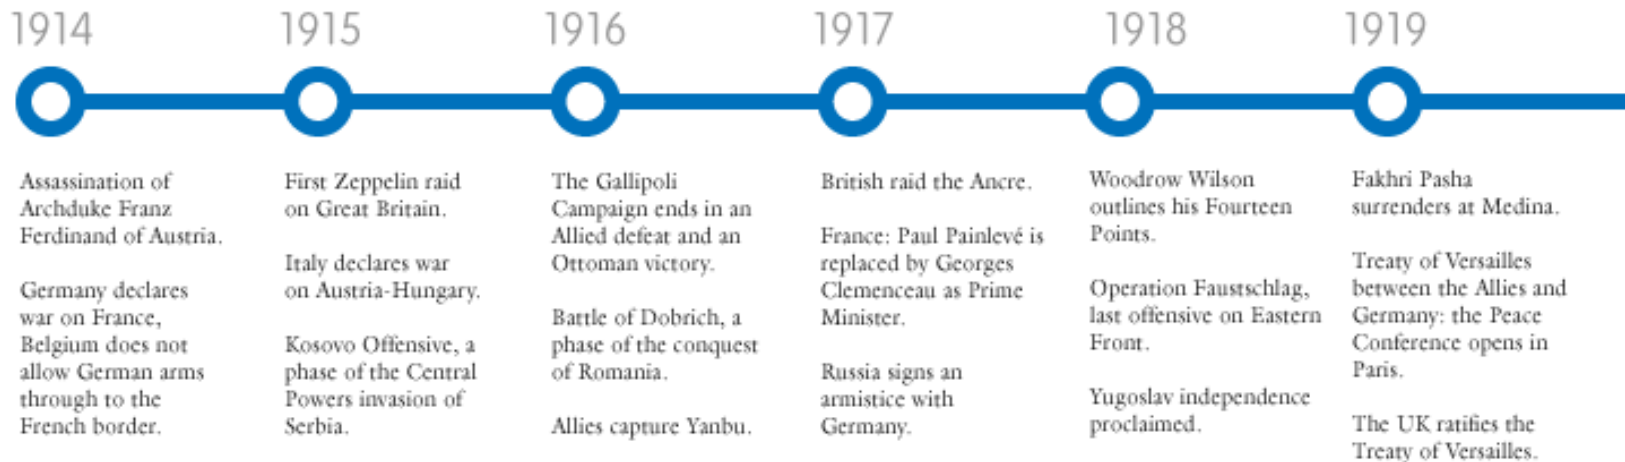 1914
Assassination of
Archduke Franz
Ferdinand of Austria.
Germany declares
war on France,
Belgium does not
allow German arms
through to the
French border.
1915
First Zeppelin raid
on Great Britain.
Italy declares war
on Austria-Hungary.
Kosovo Offensive, a
phase of the Central
Powers invasion of
Serbia.
1916
The Gallipoli
Campaign ends in an
Allied defeat and an
Ottoman victory.
Battle of Dobrich, a
phase of the conquest
of Romania.
Allies capture Yanbu.
1917
British raid the Ancre.
France: Paul Painlevé is
replaced by Georges
Clemenceau as Prime
Minister.
Russia signs an
armistice with
Germany.
1918
Woodrow Wilson
outlines his Fourteen
Points.
Operation Faustschlag,
last offensive on Eastern
Front.
Yugoslav independence
proclaimed.
1919
Fakhri Pasha
surrenders at Medina.
Treaty of Versailles
between the Allies and
Germany: the Peace
Conference opens in
Paris.
The UK ratifies the
Treaty of Versailles.